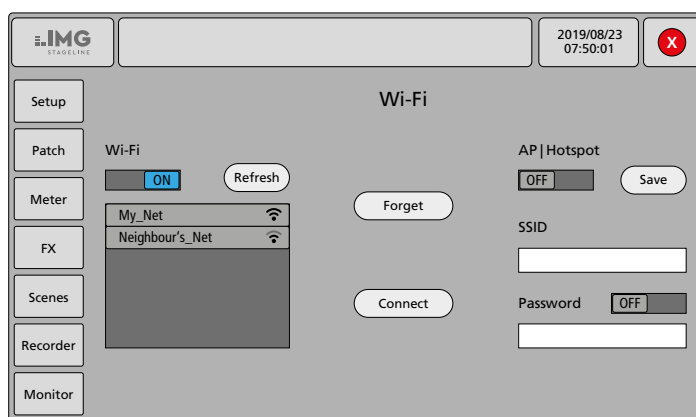 IMG
STAGELINE
2019/08/23
07:50:01
X
Setup
Patch
Meter
FX
Scenes
Recorder
Monitor
Wi-Fi
Wi-Fi
ON
Refresh
My_Net
Neighbour's_Net
Forget
Connect
AP|Hotspot
OFF
Save
SSID
Password
OFF